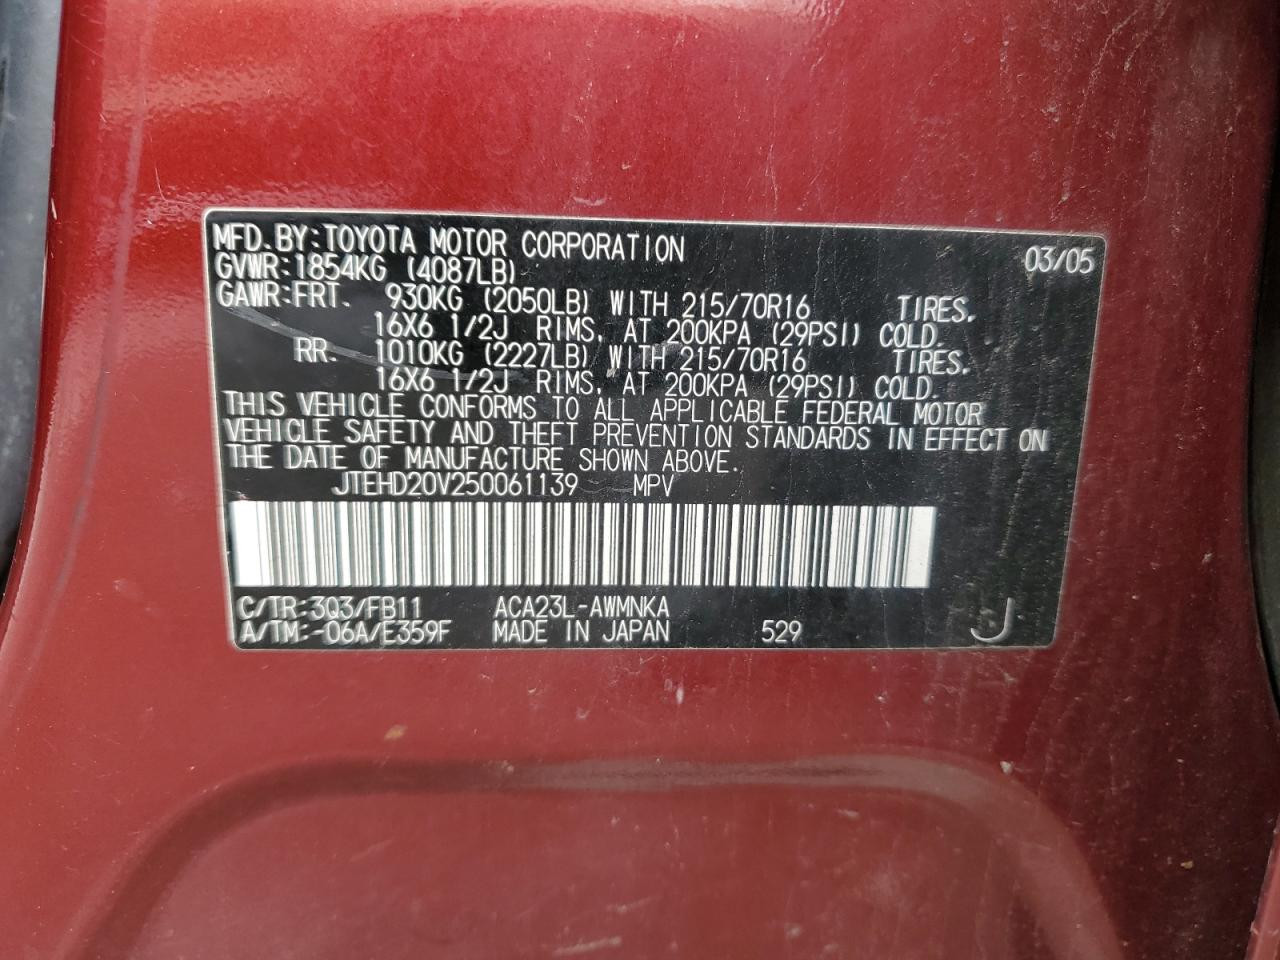 MFD.BY:TOYOTA MOTOR CORPORATION 03/05
GVWR:1854KG (4087LB)
GAWR:FRT. 930KG (2050LB) WITH 215/70R16 TIRES.
16X6 1/2J RIMS, AT 200KPA (29PSI) COLD.
RR. 1010KG (2227LB) WITH 215/70R16 TIRES.
16X6 1/2J RIMS, AT 200KPA (29PSI) COLD.
THIS VEHICLE CONFORMS TO ALL APPLICABLE FEDERAL MOTOR
VEHICLE SAFETY AND THEFT PREVENTION STANDARDS IN EFFECT ON
THE DATE OF MANUFACTURE SHOWN ABOVE.
JTEHD20V250061139 MPV
C/TR:3Q3/FB11 ACA23L-AWMNKA
A/TM:-06A/E359F MADE IN JAPAN 529 J